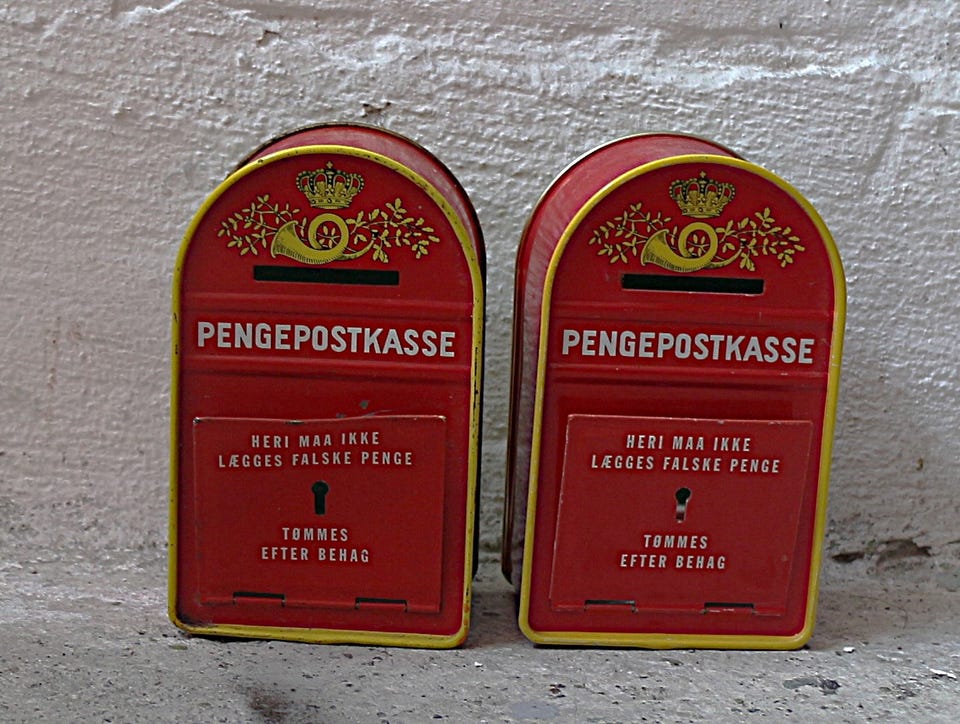 PENGEPOSTKASSE
HERI MAA IKKE
LÆGGES FALSKE PENGE
TØMMES
EFTER BEHAG
PENGEPOSTKASSE
HERI MAA IKKE
LÆGGES FALSKE PENGE
TØMMES
EFTER BEHAG